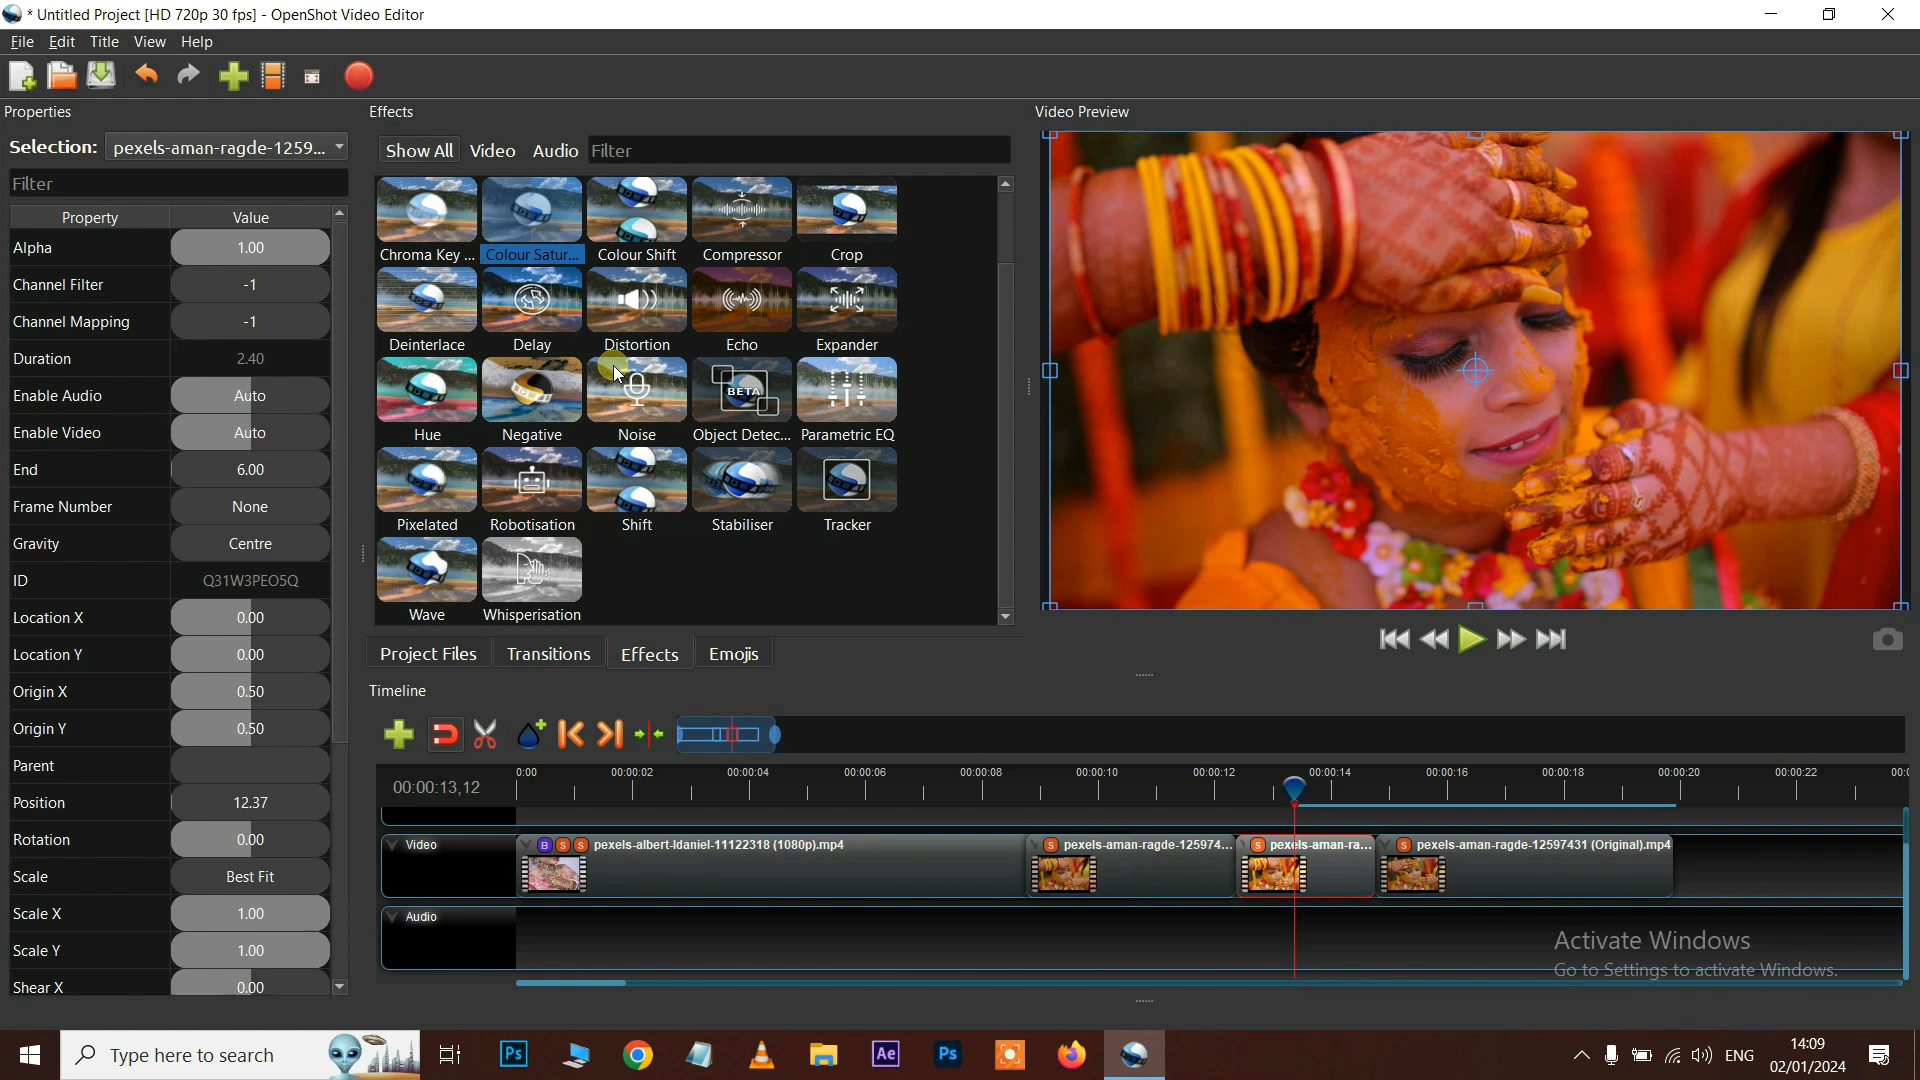 * Untitled Project [HD 720p 30 fps] - OpenShot Video Editor
File Edit Title View Help
Properties
Selection: pexels-aman-ragde-1259...
Filter
Property Value
Alpha 1.00
Channel Filter -1
Channel Mapping -1
Duration 2.40
Enable Audio Auto
Enable Video Auto
End 6.00
Frame Number None
Gravity Centre
ID Q31W3PEO5Q
Location X 0.00
Location Y 0.00
Origin X 0.50
Origin Y 0.50
Parent
Position 12.37
Rotation 0.00
Scale Best Fit
Scale X 1.00
Scale Y 1.00
Shear X 0.00
Effects
Show All Video Audio Filter
Chroma Key ... Colour Satur... Colour Shift Compressor Crop
Deinterlace Delay Distortion Echo Expander
BETA
Hue Negative Noise Object Detec... Parametric EQ
Pixelated Robotisation Shift Stabiliser Tracker
Wave Whisperisation
Project Files Transitions Effects Emojis
Video Preview
Timeline
00:00:13,12
0:00 00:00:02 00:00:04 00:00:06 00:00:08 00:00:10 00:00:12 00:00:14 00:00:16 00:00:18 00:00:20 00:00:22 00:0
Video
B S S pexels-albert-ldaniel-11122318 (1080p).mp4
S pexels-aman-ragde-125974...
S pexels-aman-ra...
S pexels-aman-ragde-12597431 (Original).mp4
Audio
Activate Windows
Go to Settings to activate Windows.
Type here to search
Ps
Ae
Ps
ENG
14:09
02/01/2024